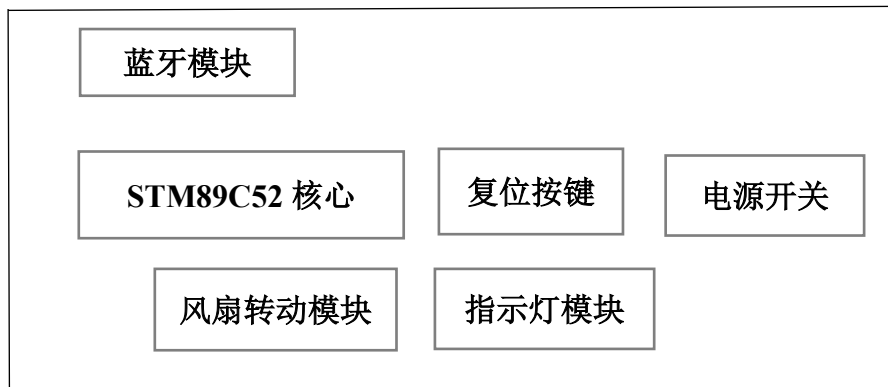 蓝牙模块
STM89C52 核心
复位按键
电源开关
风扇转动模块
指示灯模块